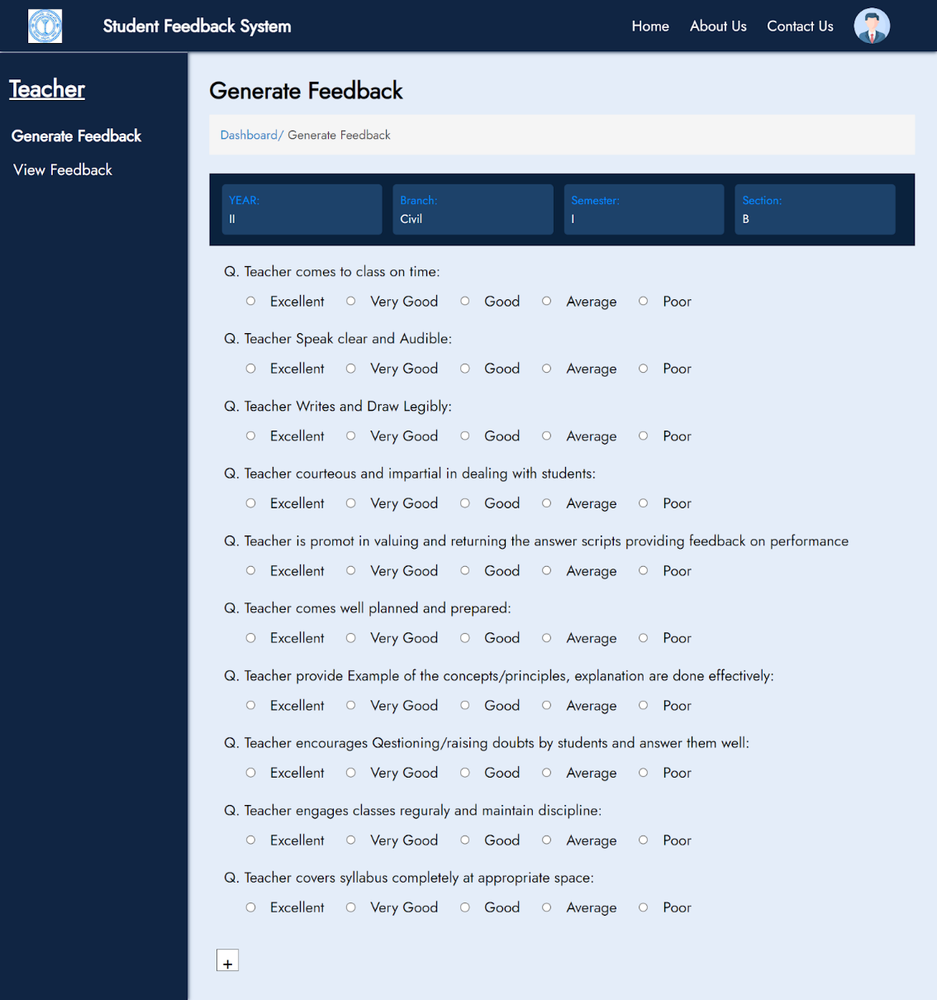 Student Feedback System
Home About Us Contact Us
Teacher
Generate Feedback
View Feedback
Generate Feedback
Dashboard/ Generate Feedback
YEAR: Branch: Semester: Section:
II Civil I B
Q. Teacher comes to class on time:
Excellent Very Good Good Average Poor
Q. Teacher Speak clear and Audible:
Excellent Very Good Good Average Poor
Q. Teacher Writes and Draw Legibly:
Excellent Very Good Good Average Poor
Q. Teacher courteous and impartial in dealing with students:
Excellent Very Good Good Average Poor
Q. Teacher is promot in valuing and returning the answer scripts providing feedback on performance
Excellent Very Good Good Average Poor
Q. Teacher comes well planned and prepared:
Excellent Very Good Good Average Poor
Q. Teacher provide Example of the concepts/principles, explanation are done effectively:
Excellent Very Good Good Average Poor
Q. Teacher encourages Qestioning/raising doubts by students and answer them well:
Excellent Very Good Good Average Poor
Q. Teacher engages classes reguraly and maintain discipline:
Excellent Very Good Good Average Poor
Q. Teacher covers syllabus completely at appropriate space:
Excellent Very Good Good Average Poor
+